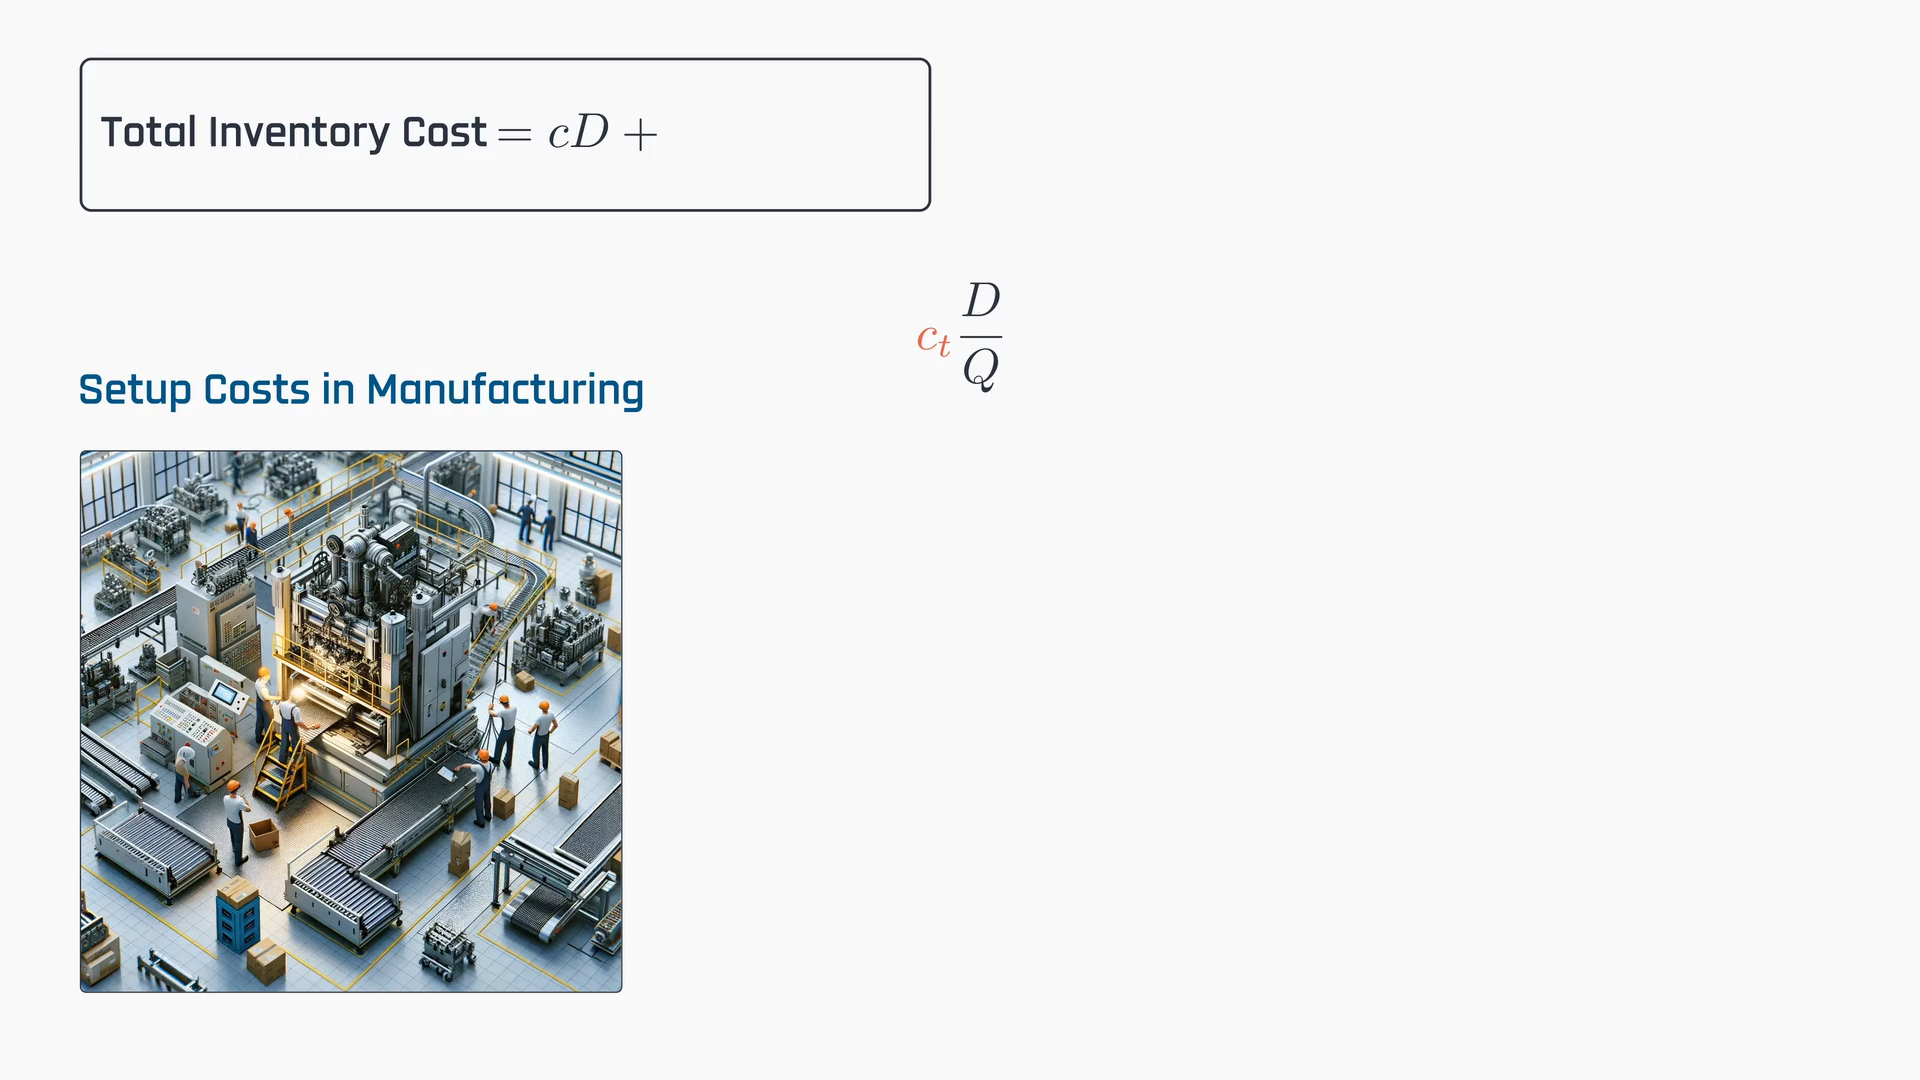 Total Inventory Cost = cD +
c_t D/Q
Setup Costs in Manufacturing